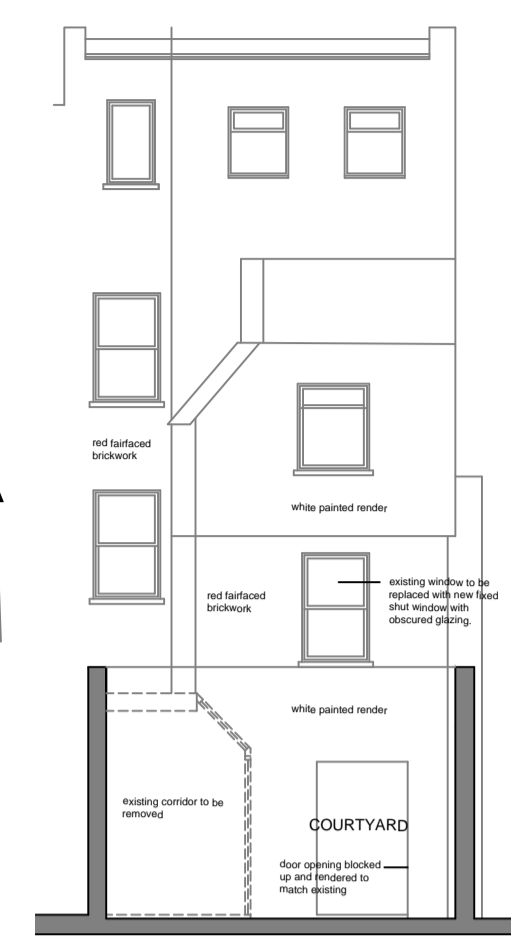 red fairfaced
brickwork
white painted render
existing window to be
replaced with new fixed
shut window with
obscured glazing.
red fairfaced
brickwork
white painted render
existing corridor to be
removed
COURTYARD
door opening blocked
up and rendered to
match existing